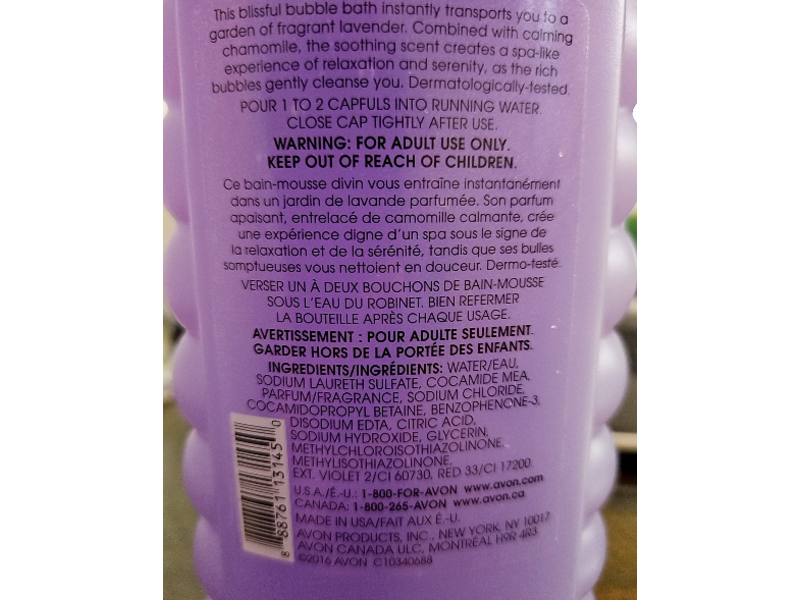 This blissful bubble bath instantly transports you to a
garden of fragrant lavender. Combined with calming
chamomile, the soothing scent creates a spa-like
experience of relaxation and serenity, as the rich
bubbles gently cleanse you. Dermatologically-tested.
POUR 1 TO 2 CAPFULS INTO RUNNING WATER.
CLOSE CAP TIGHTLY AFTER USE.
WARNING: FOR ADULT USE ONLY.
KEEP OUT OF REACH OF CHILDREN.
Ce bain-mousse divin vous entraîne instantanément
dans un jardin de lavande parfumée. Son parfum
apaisant, entrelacé de camomille calmante, crée
une expérience digne d'un spa sous le signe de
la relaxation et de la sérénité, tandis que ses bulles
somptueuses vous nettoient en douceur. Dermo-testé.
VERSER UN À DEUX BOUCHONS DE BAIN-MOUSSE
SOUS L'EAU DU ROBINET. BIEN REFERMER
LA BOUTEILLE APRÈS CHAQUE USAGE.
AVERTISSEMENT : POUR ADULTE SEULEMENT.
GARDER HORS DE LA PORTÉE DES ENFANTS.
INGREDIENTS/INGRÉDIENTS: WATER/EAU,
SODIUM LAURETH SULFATE, COCAMIDE MEA,
PARFUM/FRAGRANCE, SODIUM CHLORIDE,
COCAMIDOPROPYL BETAINE, BENZOPHENONE-3,
DISODIUM EDTA, CITRIC ACID,
SODIUM HYDROXIDE, GLYCERIN,
METHYLCHLOROISOTHIAZOLINONE,
METHYLISOTHIAZOLINONE,
EXT. VIOLET 2/CI 60730, RED 33/CI 17200.
U.S.A./É.-U.: 1-800-FOR-AVON www.avon.com
CANADA: 1-800-265-AVON www.avon.ca
MADE IN USA/FAIT AUX É.-U.
AVON PRODUCTS, INC., NEW YORK, NY 10017
AVON CANADA ULC, MONTRÉAL H9R 4R3
©2016 AVON C10340688
8 88761 13145 0